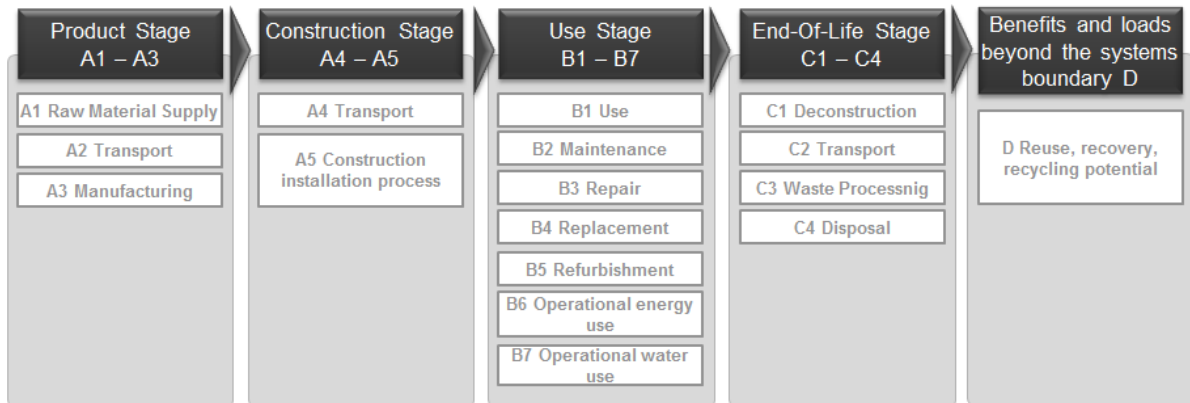 Product Stage
A1 – A3
A1 Raw Material Supply
A2 Transport
A3 Manufacturing
Construction Stage
A4 – A5
A4 Transport
A5 Construction
installation process
Use Stage
B1 – B7
B1 Use
B2 Maintenance
B3 Repair
B4 Replacement
B5 Refurbishment
B6 Operational energy
use
B7 Operational water
use
End-Of-Life Stage
C1 – C4
C1 Deconstruction
C2 Transport
C3 Waste Processnig
C4 Disposal
Benefits and loads
beyond the systems
boundary D
D Reuse, recovery,
recycling potential